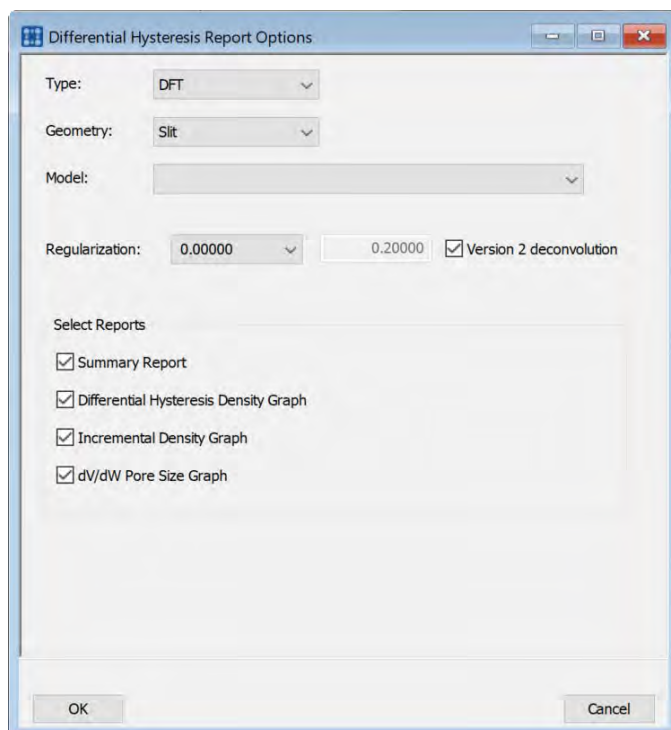 Differential Hysteresis Report Options
Type: DFT
Geometry: Slit
Model:
Regularization: 0.00000 0.20000 Version 2 deconvolution
Select Reports
Summary Report
Differential Hysteresis Density Graph
Incremental Density Graph
dV/dW Pore Size Graph
OK Cancel